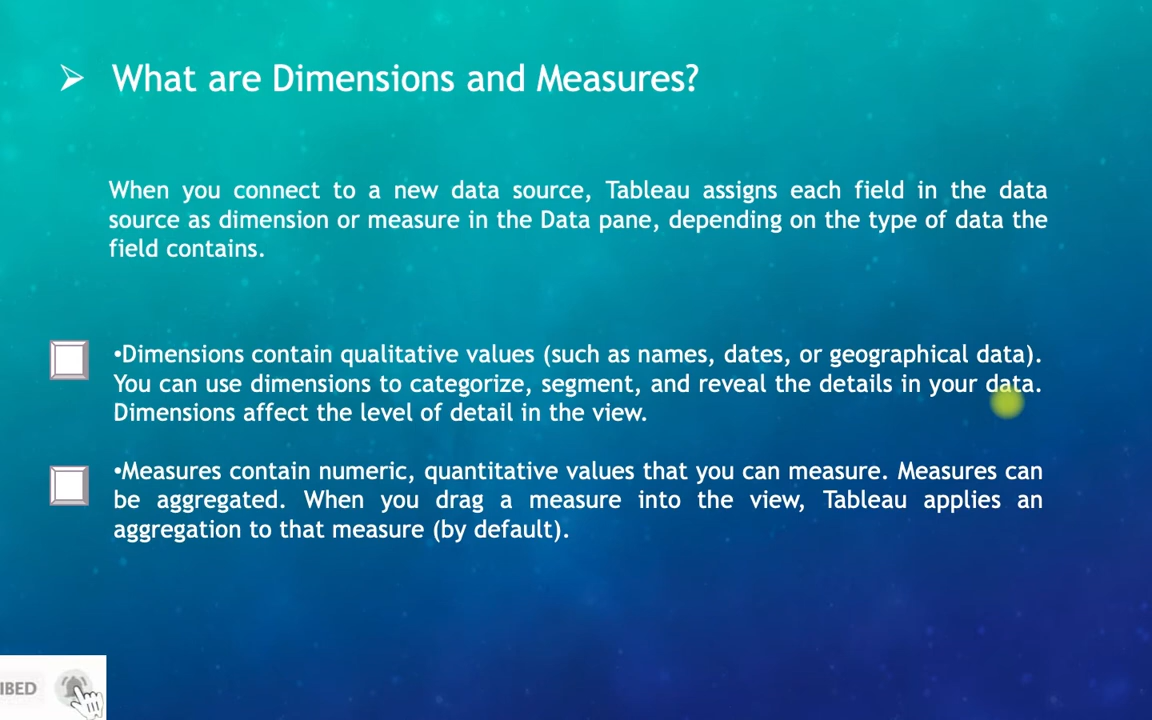 What are Dimensions and Measures?
When you connect to a new data source, Tableau assigns each field in the data
source as dimension or measure in the Data pane, depending on the type of data the
field contains.
•Dimensions contain qualitative values (such as names, dates, or geographical data).
You can use dimensions to categorize, segment, and reveal the details in your data.
Dimensions affect the level of detail in the view.
•Measures contain numeric, quantitative values that you can measure. Measures can
be aggregated. When you drag a measure into the view, Tableau applies an
aggregation to that measure (by default).
IBED